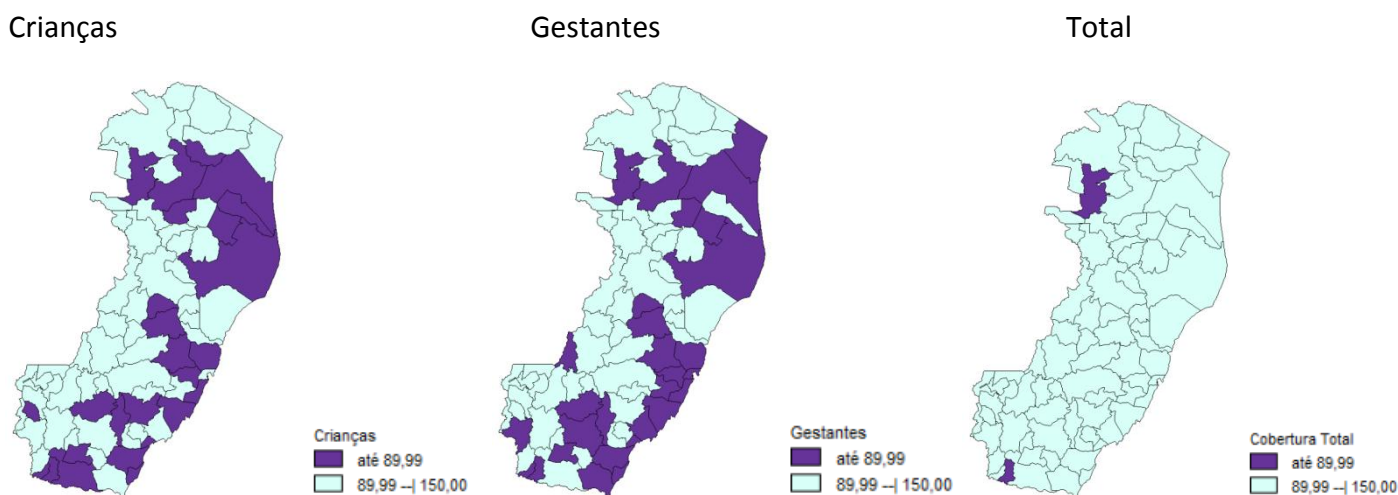 Crianças
Gestantes
Total
Crianças
até 89,99
89,99 --| 150,00
Gestantes
até 89,99
89,99 --| 150,00
Cobertura Total
até 89,99
89,99 --| 150,00